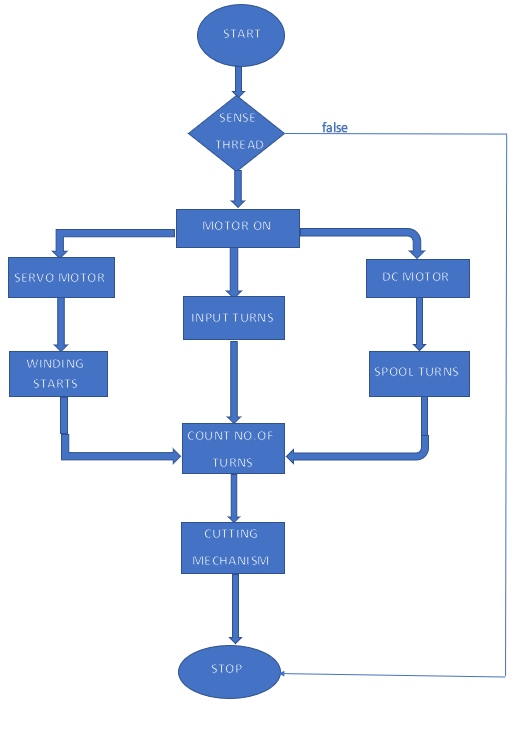 START
SENSE
THREAD
false
MOTOR ON
SERVO MOTOR
DC MOTOR
INPUT TURNS
WINDING
STARTS
SPOOL TURNS
COUNT NO.OF
TURNS
CUTTING
MECHANISM
STOP